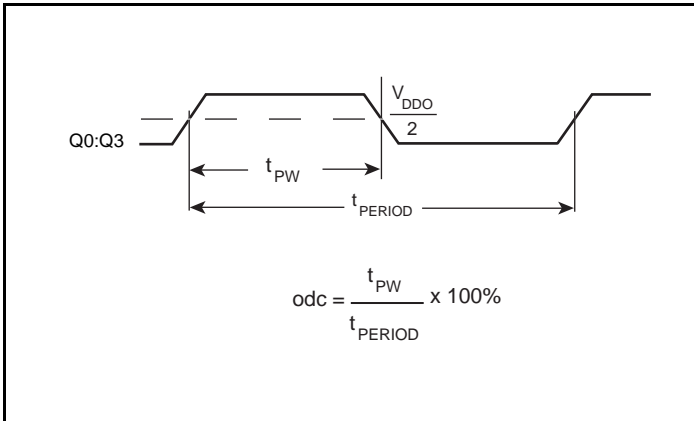 V_DDO
2
Q0:Q3
t_PW
t_PERIOD
odc = t_PW / t_PERIOD x 100%